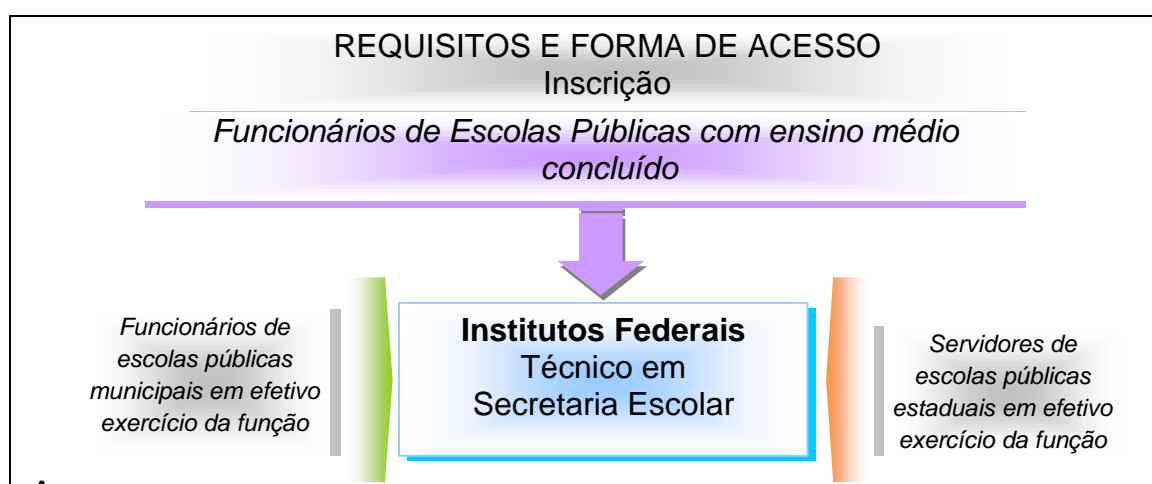 REQUISITOS E FORMA DE ACESSO
Inscrição
Funcionários de Escolas Públicas com ensino médio
concluído
Funcionários de
escolas públicas
municipais em efetivo
exercício da função
Institutos Federais
Técnico em
Secretaria Escolar
Servidores de
escolas públicas
estaduais em efetivo
exercício da função